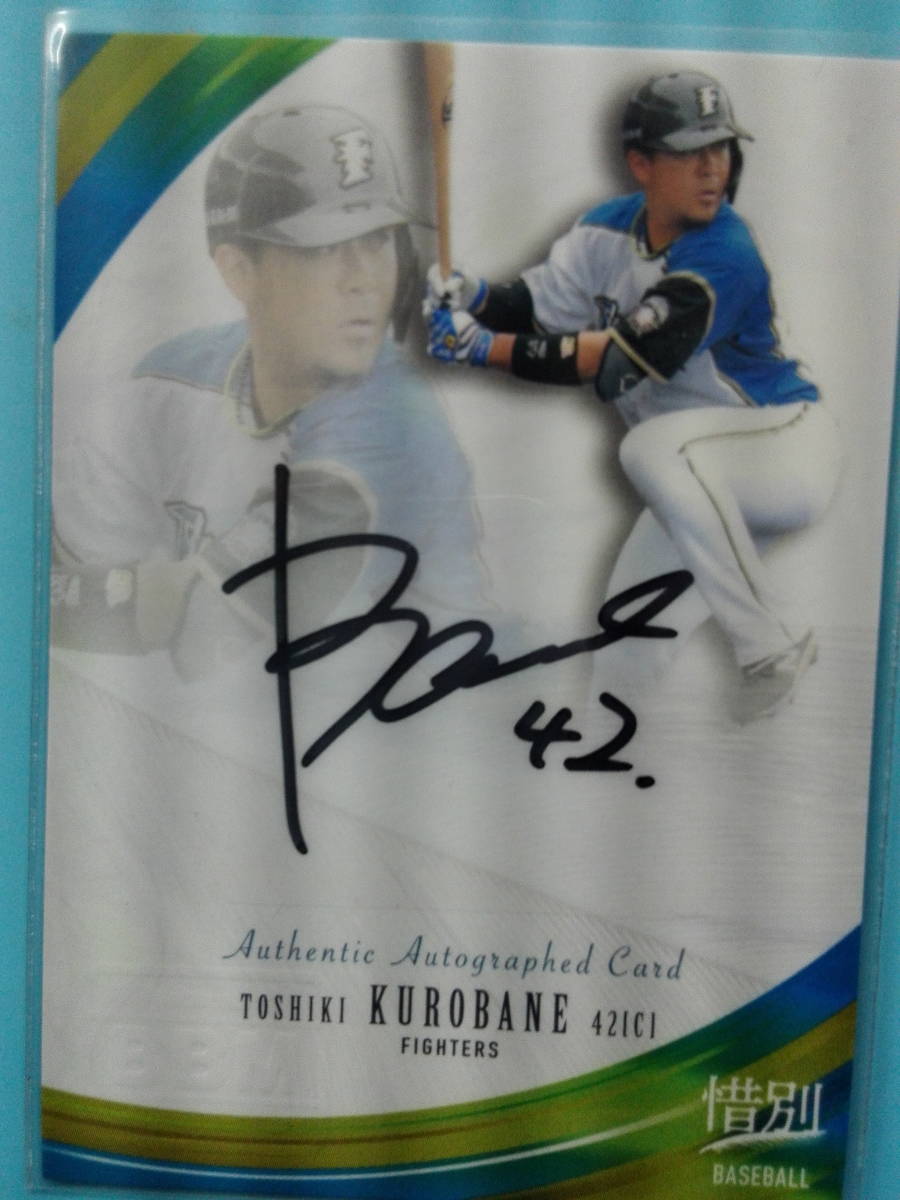 F
F
42.
Authentic Autographed Card
TOSHIKI KUROBANE 42[C]
FIGHTERS
惜別
BASEBALL